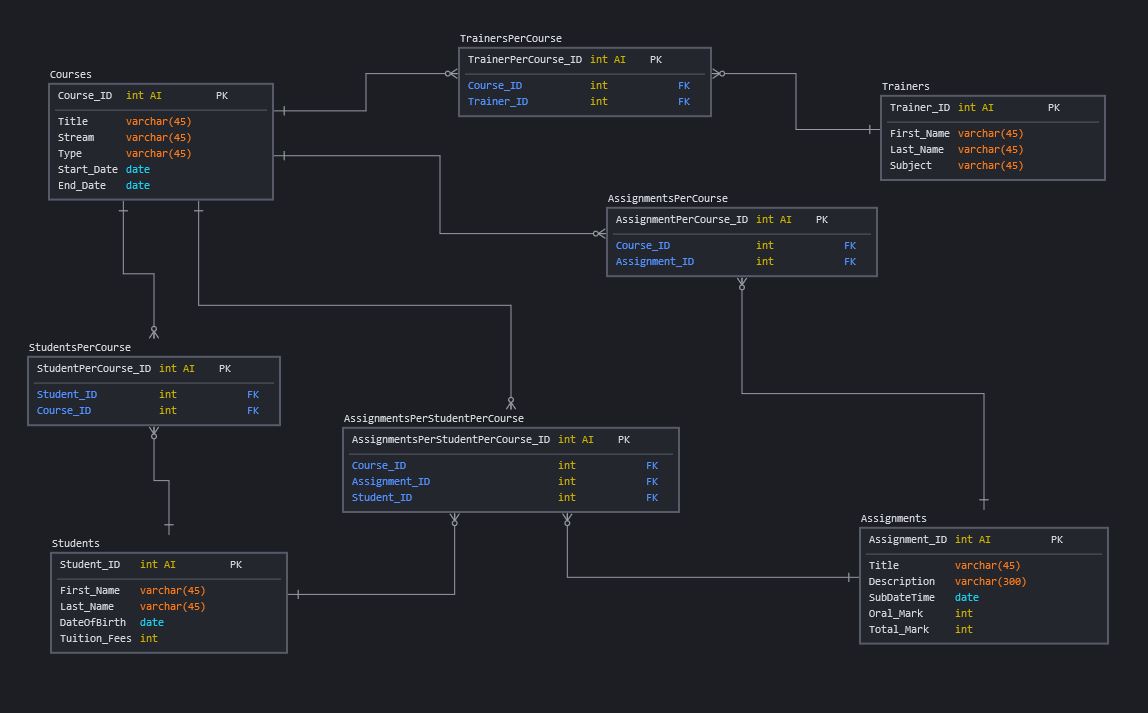 TrainersPerCourse
TrainerPerCourse_ID int AI PK
Course_ID int FK
Trainer_ID int FK
Courses
Course_ID int AI PK
Title varchar(45)
Stream varchar(45)
Type varchar(45)
Start_Date date
End_Date date
Trainers
Trainer_ID int AI PK
First_Name varchar(45)
Last_Name varchar(45)
Subject varchar(45)
AssignmentsPerCourse
AssignmentPerCourse_ID int AI PK
Course_ID int FK
Assignment_ID int FK
StudentsPerCourse
StudentPerCourse_ID int AI PK
Student_ID int FK
Course_ID int FK
AssignmentsPerStudentPerCourse
AssignmentsPerStudentPerCourse_ID int AI PK
Course_ID int FK
Assignment_ID int FK
Student_ID int FK
Students
Student_ID int AI PK
First_Name varchar(45)
Last_Name varchar(45)
DateOfBirth date
Tuition_Fees int
Assignments
Assignment_ID int AI PK
Title varchar(45)
Description varchar(300)
SubDateTime date
Oral_Mark int
Total_Mark int